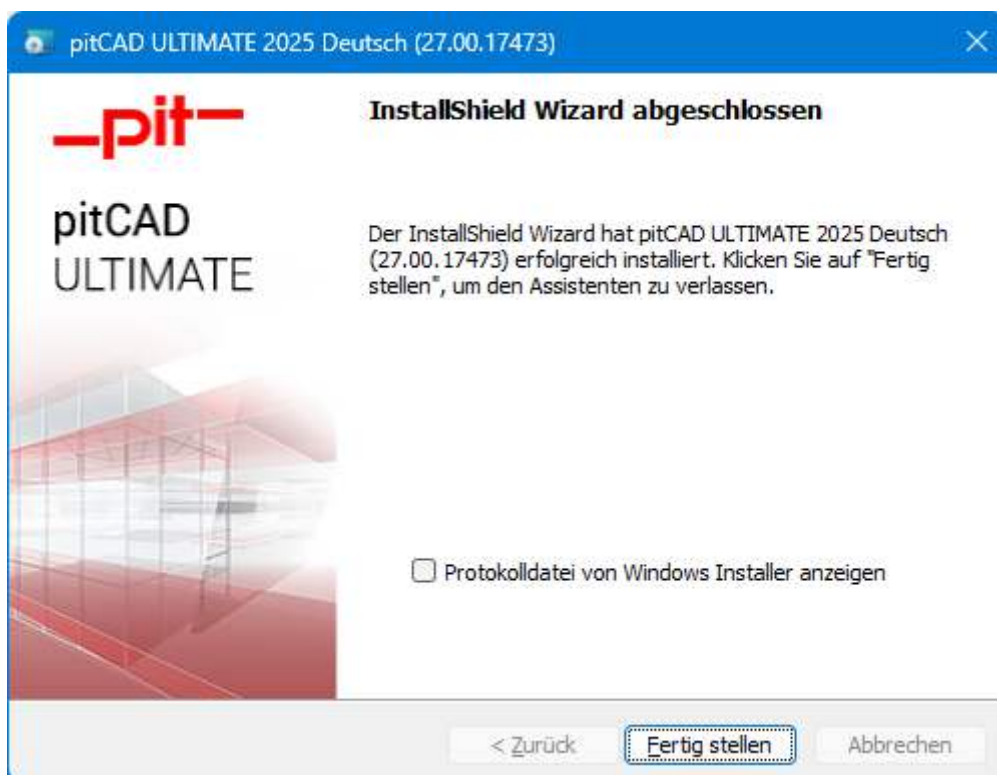 pitCAD ULTIMATE 2025 Deutsch (27.00.17473)
pit
pitCAD
ULTIMATE
InstallShield Wizard abgeschlossen
Der InstallShield Wizard hat pitCAD ULTIMATE 2025 Deutsch
(27.00.17473) erfolgreich installiert. Klicken Sie auf "Fertig
stellen", um den Assistenten zu verlassen.
Protokolldatei von Windows Installer anzeigen
< Zurück
Fertig stellen
Abbrechen